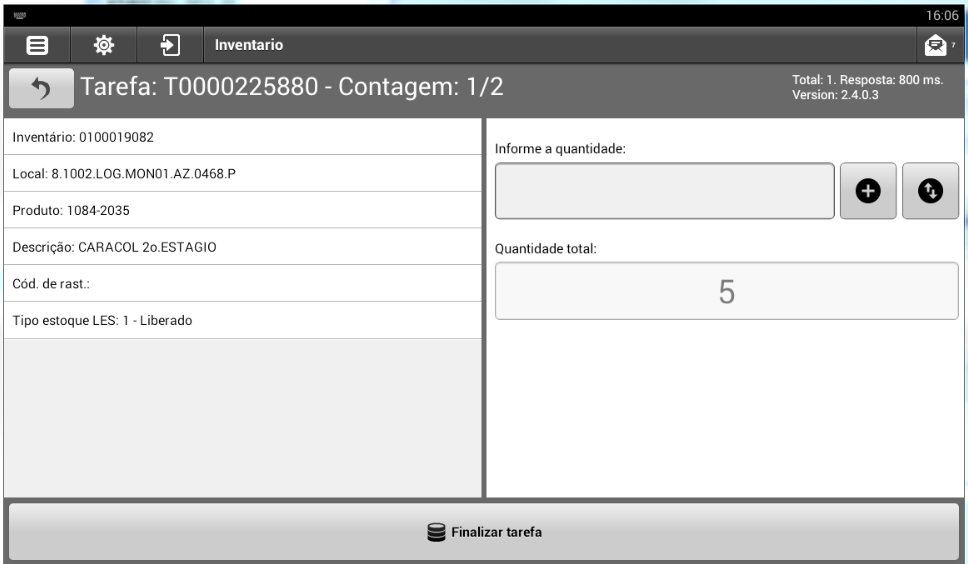 16:06
Inventario
7
Tarefa: T0000225880 - Contagem: 1/2
Total: 1. Resposta: 800 ms.
Version: 2.4.0.3
Inventário: 0100019082
Local: 8.1002.LOG.MON01.AZ.0468.P
Produto: 1084-2035
Descrição: CARACOL 2o.ESTAGIO
Cód. de rast.:
Tipo estoque LES: 1 - Liberado
Informe a quantidade:
Quantidade total:
5
Finalizar tarefa